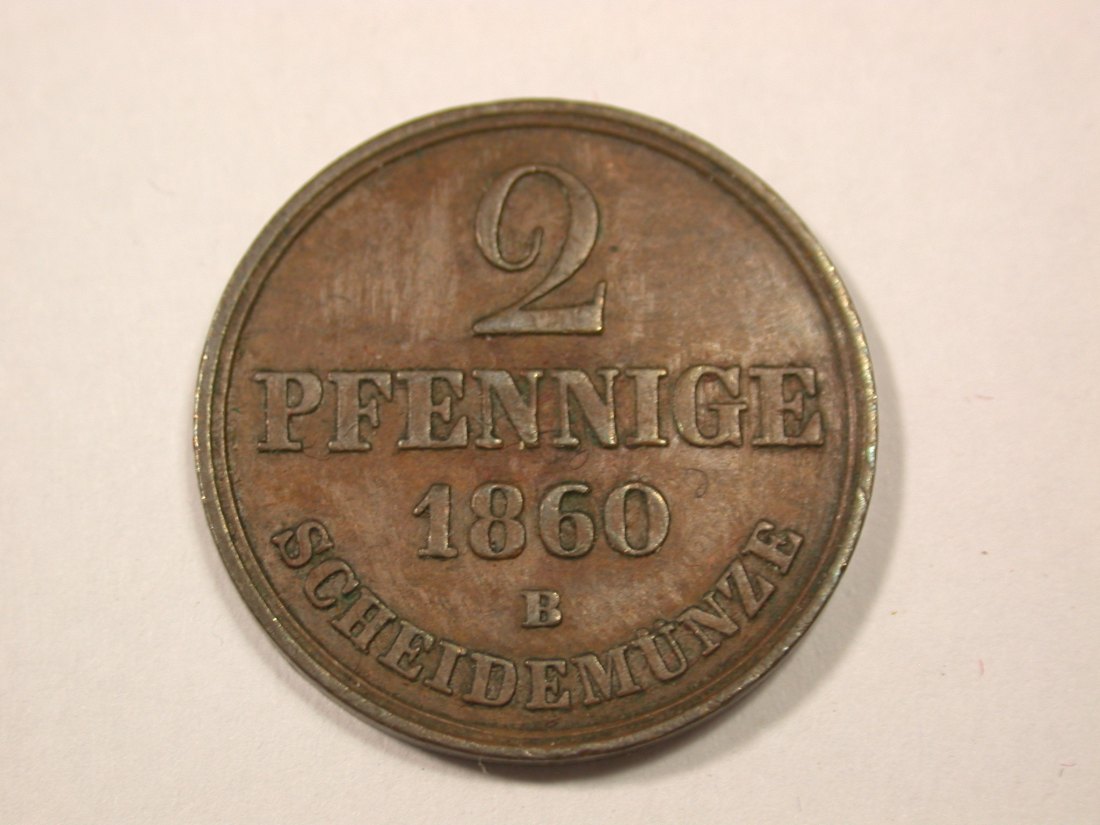 2
PFENNIGE
1860
B
SCHEIDEMÜNZE